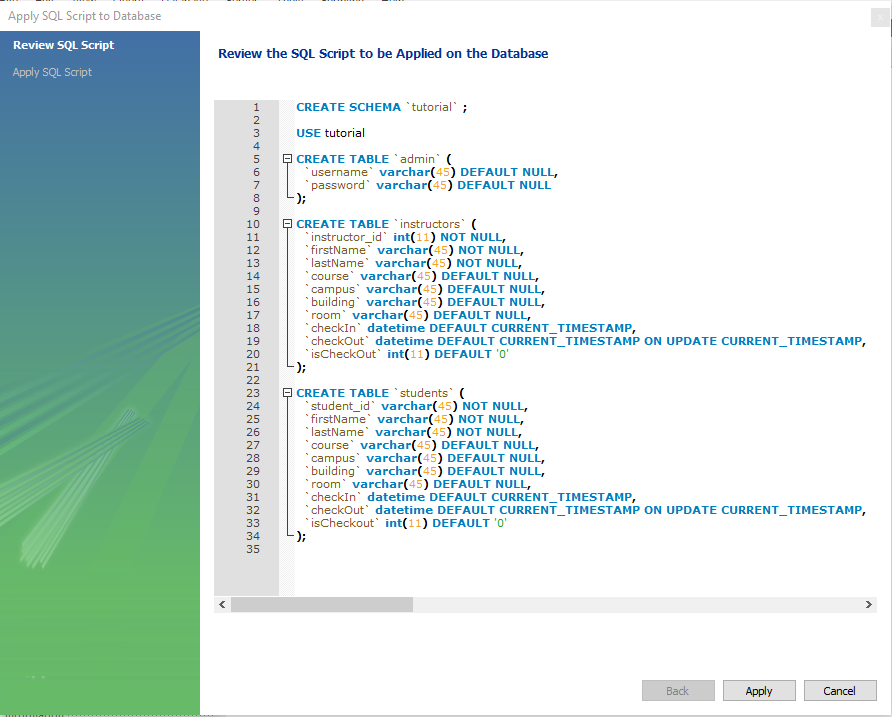 Apply SQL Script to Database
Review SQL Script
Apply SQL Script
Review the SQL Script to be Applied on the Database
1 CREATE SCHEMA `tutorial` ;
2
3 USE tutorial
4
5 CREATE TABLE `admin` (
6 `username` varchar(45) DEFAULT NULL,
7 `password` varchar(45) DEFAULT NULL
8 );
9
10 CREATE TABLE `instructors` (
11 `instructor_id` int(11) NOT NULL,
12 `firstName` varchar(45) NOT NULL,
13 `lastName` varchar(45) NOT NULL,
14 `course` varchar(45) DEFAULT NULL,
15 `campus` varchar(45) DEFAULT NULL,
16 `building` varchar(45) DEFAULT NULL,
17 `room` varchar(45) DEFAULT NULL,
18 `checkIn` datetime DEFAULT CURRENT_TIMESTAMP,
19 `checkOut` datetime DEFAULT CURRENT_TIMESTAMP ON UPDATE CURRENT_TIMESTAMP,
20 `isCheckOut` int(11) DEFAULT '0'
21 );
22
23 CREATE TABLE `students` (
24 `student_id` varchar(45) NOT NULL,
25 `firstName` varchar(45) NOT NULL,
26 `lastName` varchar(45) NOT NULL,
27 `course` varchar(45) DEFAULT NULL,
28 `campus` varchar(45) DEFAULT NULL,
29 `building` varchar(45) DEFAULT NULL,
30 `room` varchar(45) DEFAULT NULL,
31 `checkIn` datetime DEFAULT CURRENT_TIMESTAMP,
32 `checkOut` datetime DEFAULT CURRENT_TIMESTAMP ON UPDATE CURRENT_TIMESTAMP,
33 `isCheckout` int(11) DEFAULT '0'
34 );
35
Back Apply Cancel